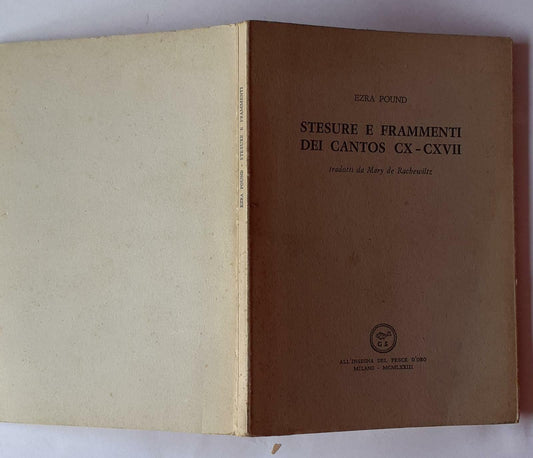 EZRA POUND - STESURE E FRAMMENTI
EZRA POUND
STESURE E FRAMMENTI
DEI CANTOS CX-CXVII
tradotti da Mary de Rachewiltz
ALL'INSEGNA DEL PESCE D'ORO
MILANO - MCMLXXIII